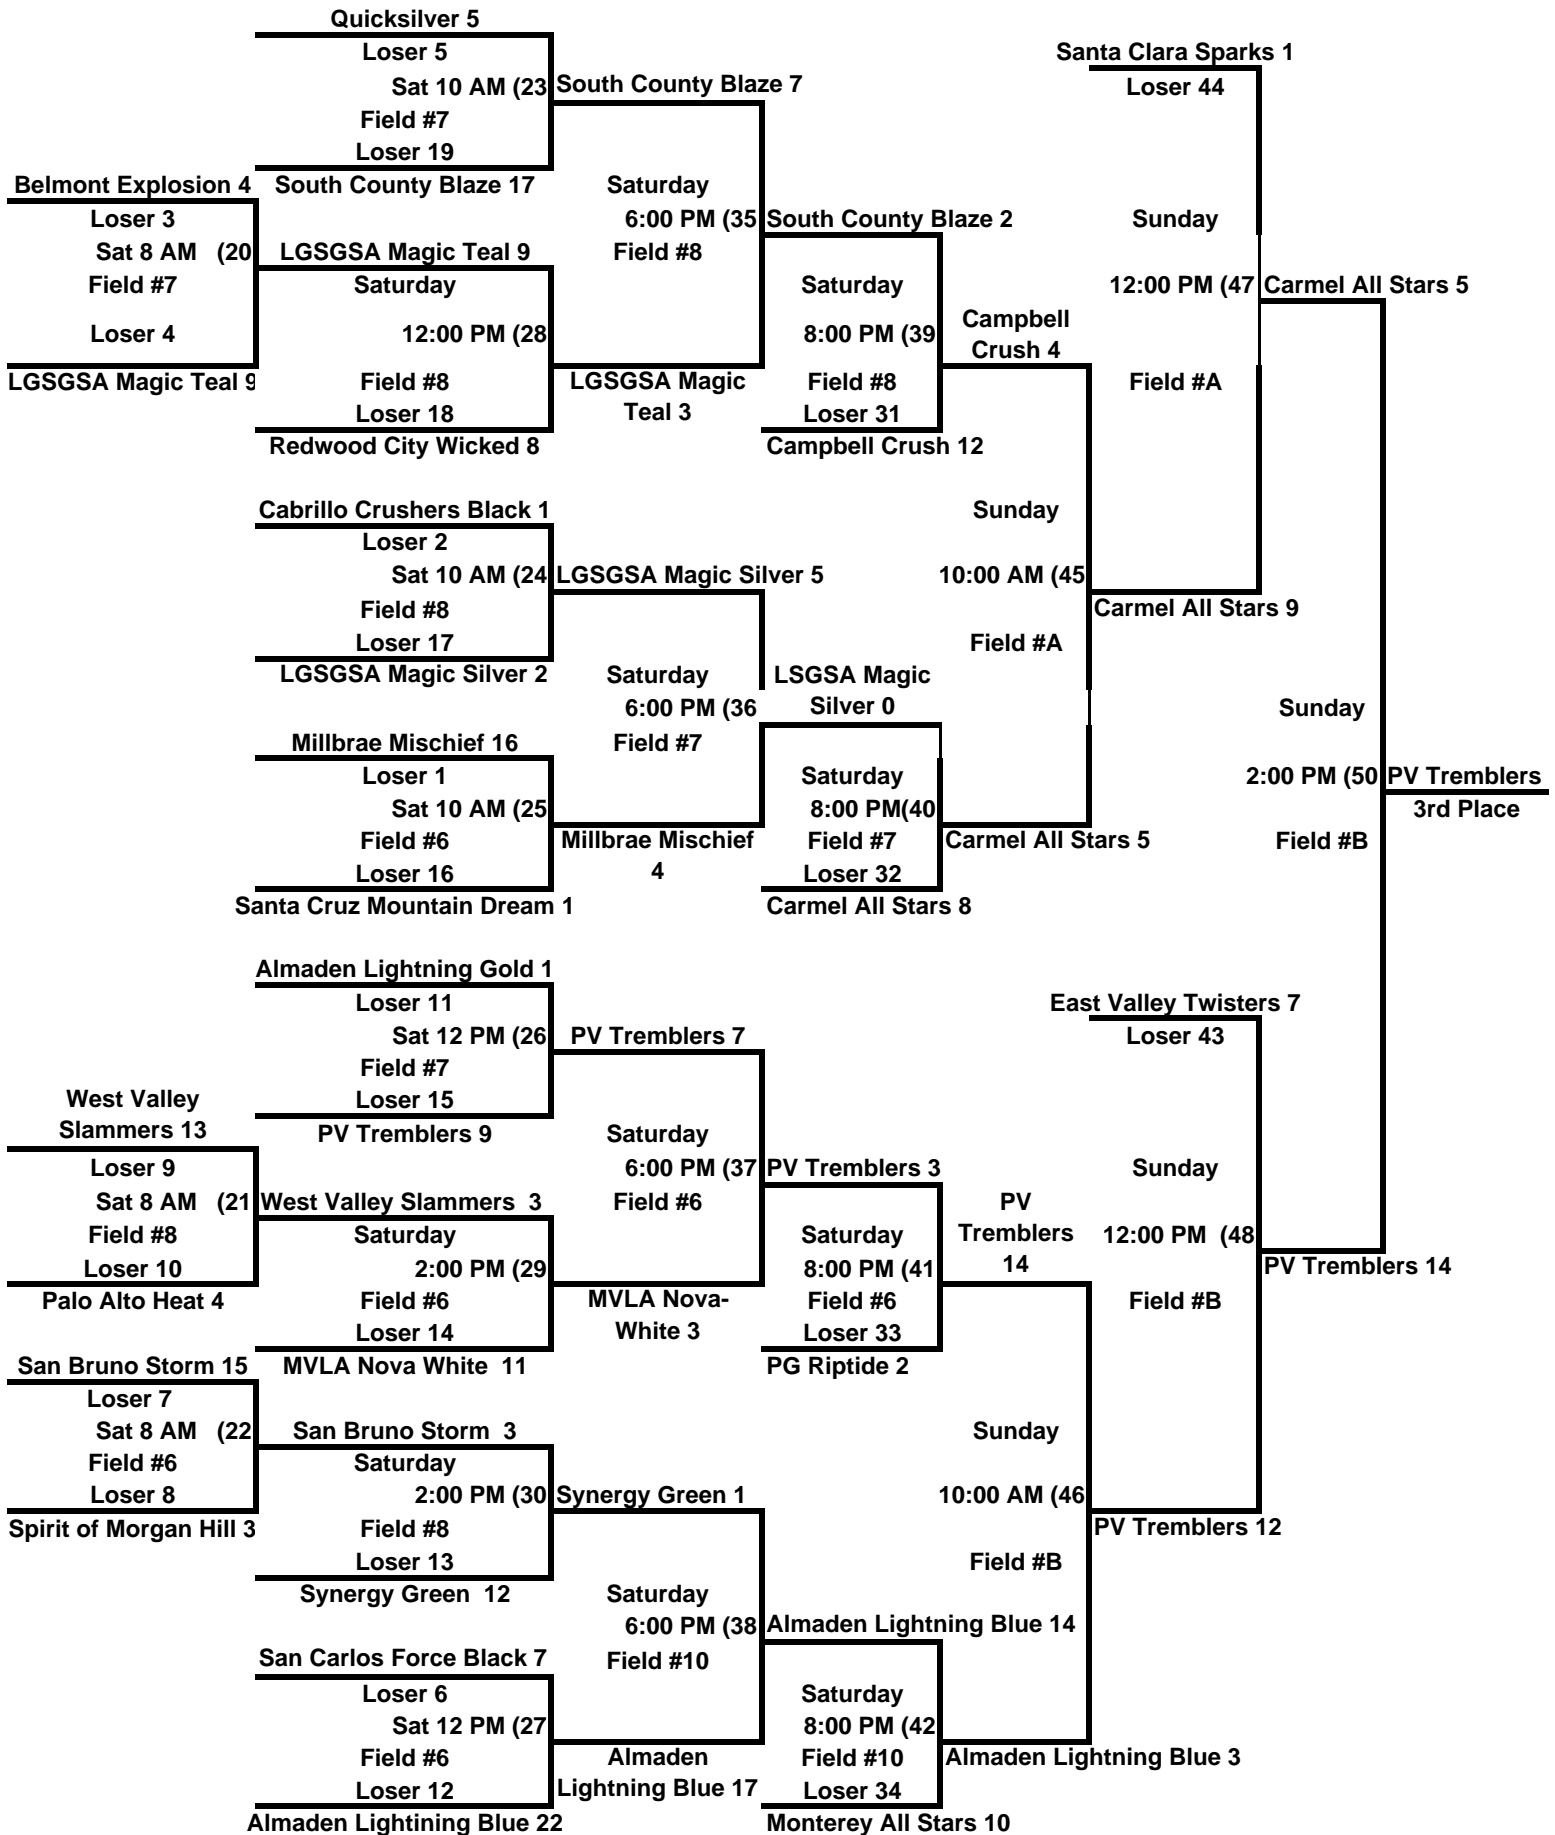 Quicksilver 5
Loser 5
Sat 10 AM (23
Field #7
Loser 19
South County Blaze 17
Belmont Explosion 4
Loser 3
Sat 8 AM (20
Field #7
Loser 4
LGSGSA Magic Teal 9
LGSGSA Magic Teal 9
Saturday
12:00 PM (28
Field #8
Loser 18
Redwood City Wicked 8
South County Blaze 7
Saturday
6:00 PM (35
Field #8
LGSGSA Magic
Teal 3
South County Blaze 2
Saturday
8:00 PM (39
Field #8
Loser 31
Campbell Crush 12
Cabrillo Crushers Black 1
Loser 2
Sat 10 AM (24
Field #8
Loser 17
LGSGSA Magic Silver 2
LGSGSA Magic Silver 5
Saturday
6:00 PM (36
Field #7
Millbrae Mischief 16
Loser 1
Sat 10 AM (25
Field #6
Loser 16
Santa Cruz Mountain Dream 1
Millbrae Mischief
4
LSGSA Magic
Silver 0
Saturday
8:00 PM(40
Field #7
Loser 32
Carmel All Stars 8
Campbell
Crush 4
Sunday
10:00 AM (45
Field #A
Carmel All Stars 5
Santa Clara Sparks 1
Loser 44
Sunday
12:00 PM (47
Field #A
Carmel All Stars 9
Carmel All Stars 5
Sunday
2:00 PM (50
Field #B
PV Tremblers
3rd Place
Almaden Lightning Gold 1
Loser 11
Sat 12 PM (26
Field #7
Loser 15
PV Tremblers 9
West Valley
Slammers 13
Loser 9
Sat 8 AM (21
Field #8
Loser 10
Palo Alto Heat 4
West Valley Slammers 3
Saturday
2:00 PM (29
Field #6
Loser 14
MVLA Nova White 11
PV Tremblers 7
Saturday
6:00 PM (37
Field #6
MVLA Nova-
White 3
PV Tremblers 3
Saturday
8:00 PM (41
Field #6
Loser 33
PG Riptide 2
San Bruno Storm 15
Loser 7
Sat 8 AM (22
Field #6
Loser 8
Spirit of Morgan Hill 3
San Bruno Storm 3
Saturday
2:00 PM (30
Field #8
Loser 13
Synergy Green 12
Synergy Green 1
Saturday
6:00 PM (38
Field #10
San Carlos Force Black 7
Loser 6
Sat 12 PM (27
Field #6
Loser 12
Almaden Lightining Blue 22
Almaden
Lightning Blue 17
Almaden Lightning Blue 14
Saturday
8:00 PM (42
Field #10
Loser 34
Monterey All Stars 10
PV
Tremblers
14
Sunday
10:00 AM (46
Field #B
Almaden Lightning Blue 3
East Valley Twisters 7
Loser 43
Sunday
12:00 PM (48
Field #B
PV Tremblers 12
PV Tremblers 14